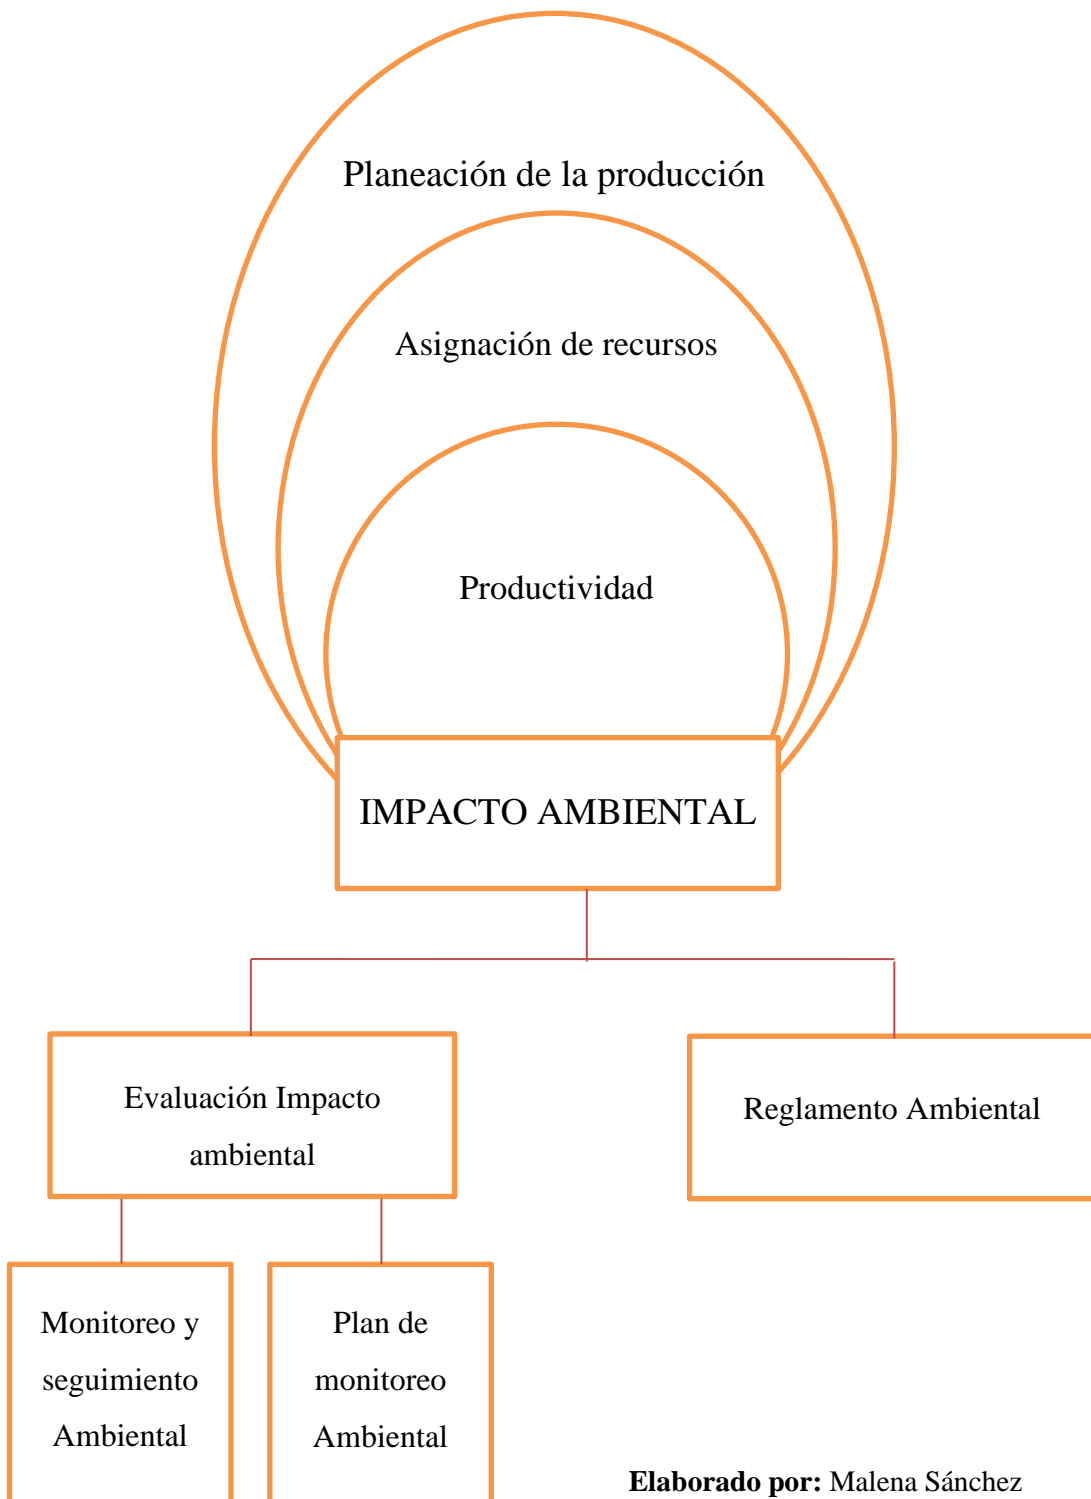 Planeación de la producción
Asignación de recursos
Productividad
IMPACTO AMBIENTAL
Evaluación Impacto
ambiental
Reglamento Ambiental
Monitoreo y
seguimiento
Ambiental
Plan de
monitoreo
Ambiental
Elaborado por: Malena Sánchez